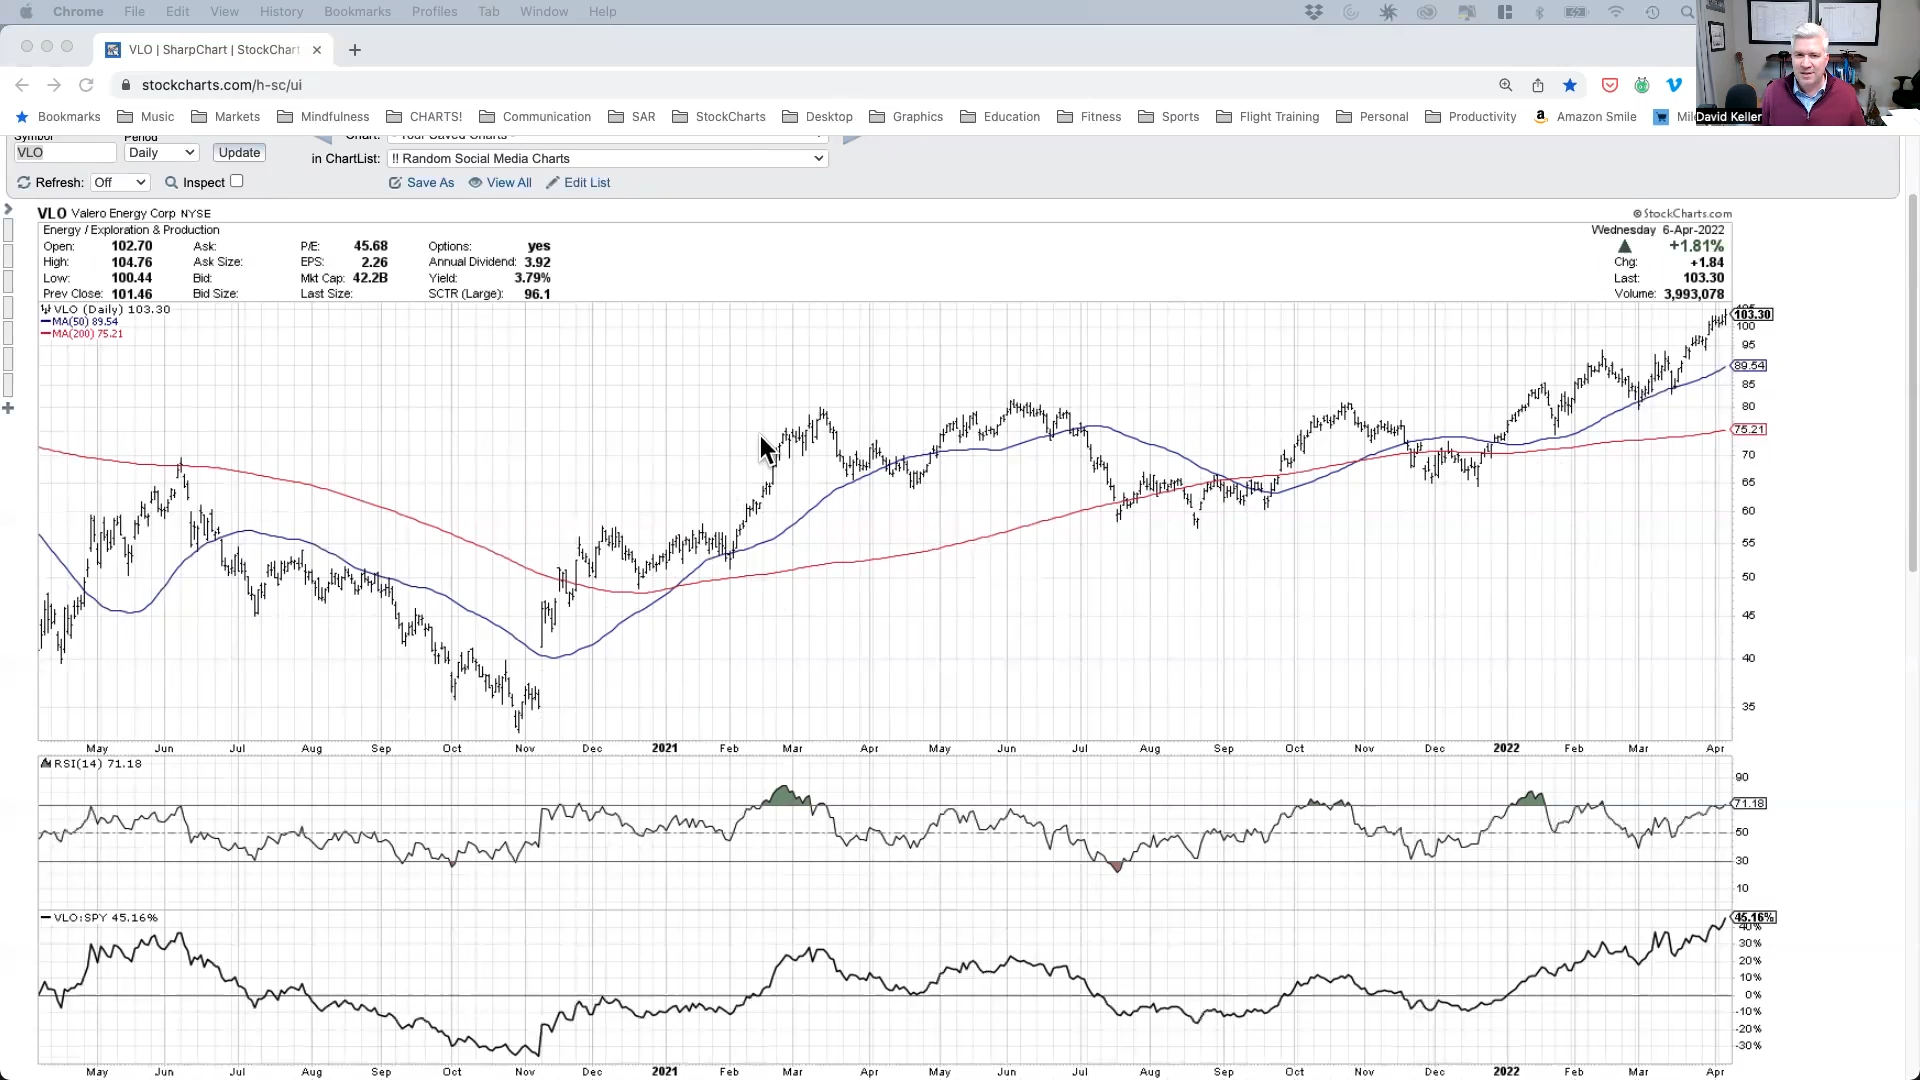 Chrome File Edit View History Bookmarks Profiles Tab Window Help
VLO | SharpChart | StockChart
stockcharts.com/h-sc/ui
Bookmarks Music Markets Mindfulness CHARTS! Communication SAR StockCharts Desktop Graphics Education Fitness Sports Flight Training Personal Productivity Amazon Smile
David Keller
Symbol Period Chart: - Your Saved Charts -
VLO Daily Update in ChartList: !! Random Social Media Charts
Refresh: Off Inspect Save As View All Edit List
VLO Valero Energy Corp NYSE ©StockCharts.com
Energy / Exploration & Production Wednesday 6-Apr-2022
Open: 102.70 Ask: P/E: 45.68 Options: yes +1.81%
High: 104.76 Ask Size: EPS: 2.26 Annual Dividend: 3.92 Chg: +1.84
Low: 100.44 Bid: Mkt Cap: 42.2B Yield: 3.79% Last: 103.30
Prev Close: 101.46 Bid Size: Last Size: SCTR (Large): 96.1 Volume: 3,993,078
VLO (Daily) 103.30
MA(50) 89.54
MA(200) 75.21
105
103.30
100
95
89.54
85
80
75.21
70
65
60
55
50
45
40
35
May Jun Jul Aug Sep Oct Nov Dec 2021 Feb Mar Apr May Jun Jul Aug Sep Oct Nov Dec 2022 Feb Mar Apr
RSI(14) 71.18
90
71.18
50
30
10
VLO:SPY 45.16%
45.16%
40%
30%
20%
10%
0%
-10%
-20%
-30%
May Jun Jul Aug Sep Oct Nov Dec 2021 Feb Mar Apr May Jun Jul Aug Sep Oct Nov Dec 2022 Feb Mar Apr